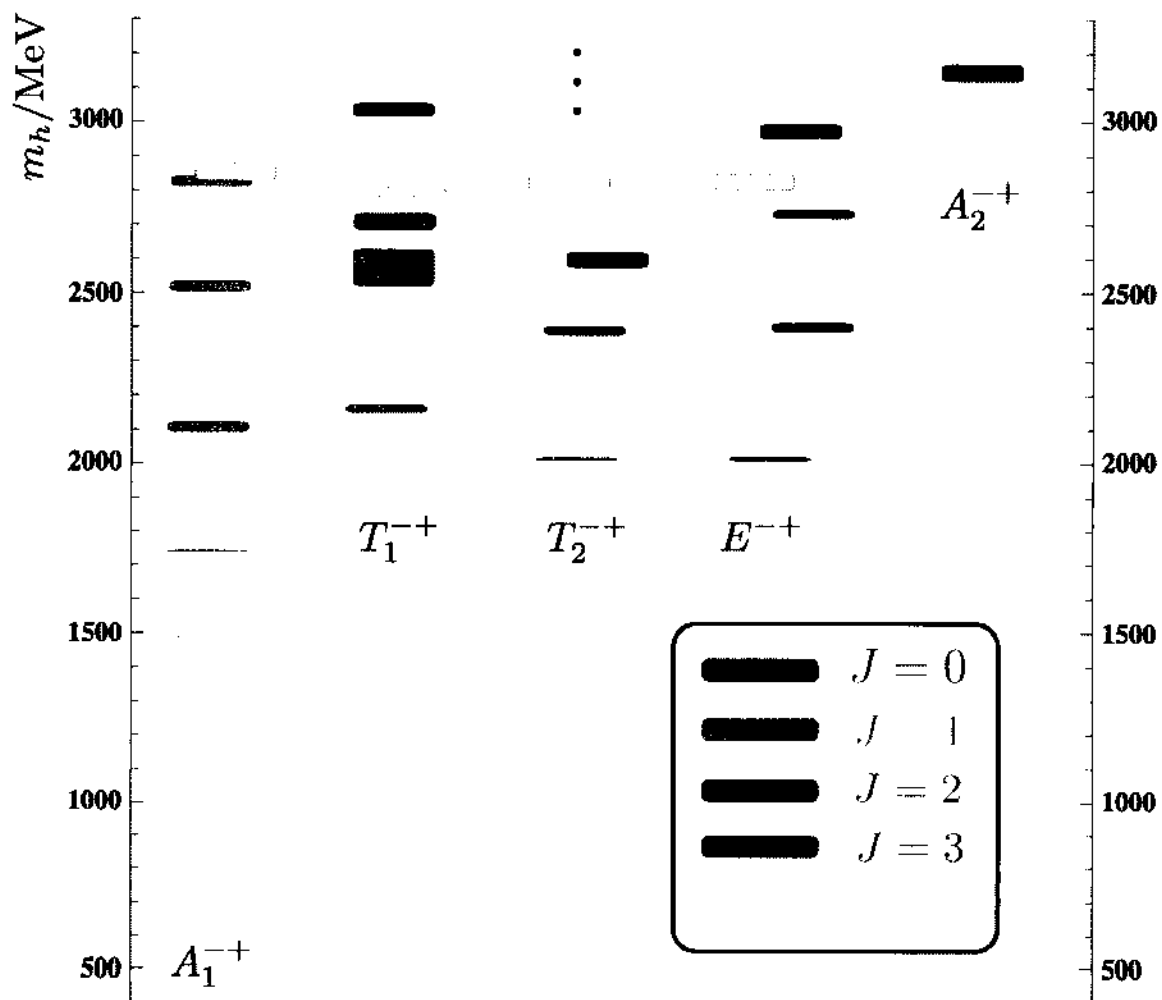 m_h/MeV
3000
2500
2000
1500
1000
500
A_1^{-+}
T_1^{-+}
T_2^{-+}
E^{-+}
A_2^{-+}
3000
2500
2000
1500
1000
500
J = 0
J 1
J = 2
J = 3